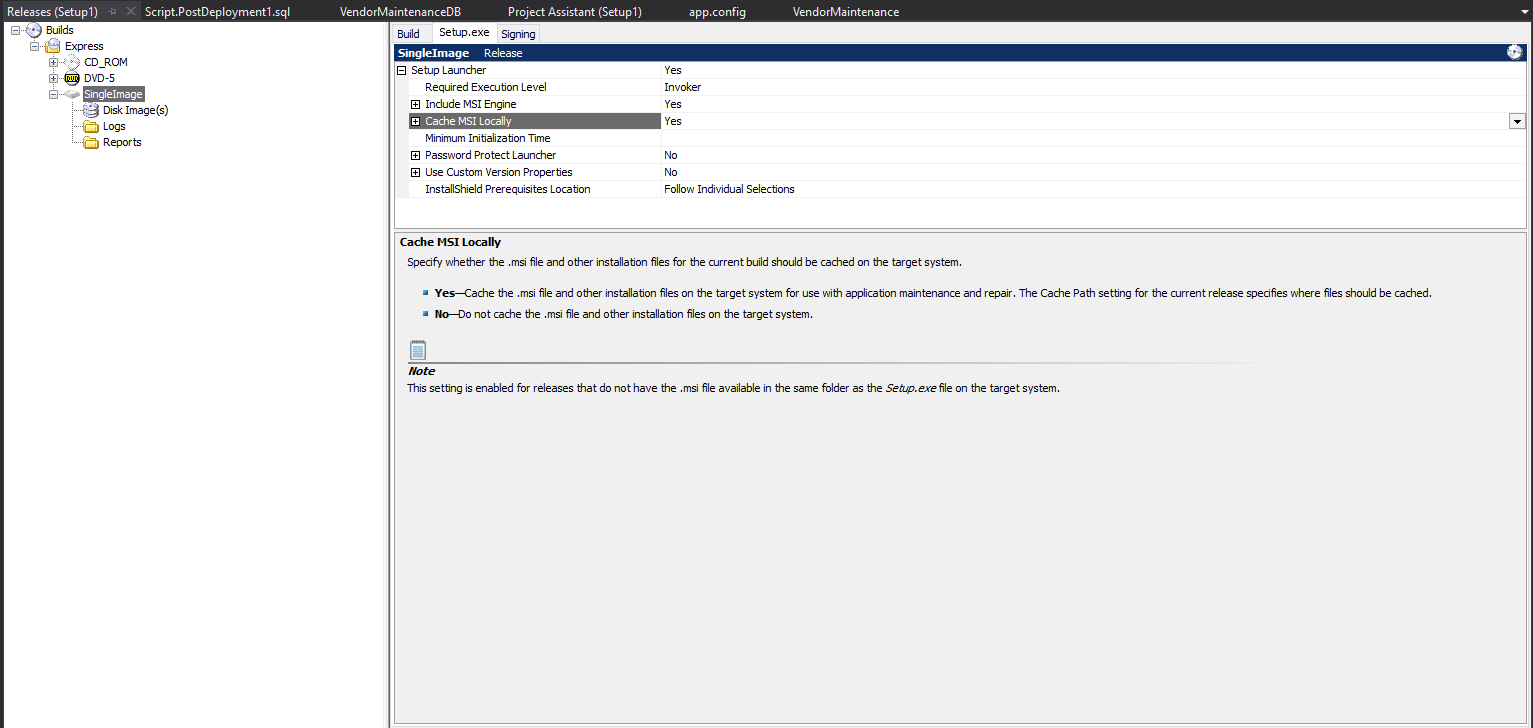 Releases (Setup1)
Script.PostDeployment1.sql
VendorMaintenanceDB
Project Assistant (Setup1)
app.config
VendorMaintenance
Builds
Express
CD_ROM
DVD-5
SingleImage
Disk Image(s)
Logs
Reports
Build
Setup.exe
Signing
SingleImage Release
Setup Launcher Yes
Required Execution Level Invoker
Include MSI Engine Yes
Cache MSI Locally Yes
Minimum Initialization Time
Password Protect Launcher No
Use Custom Version Properties No
InstallShield Prerequisites Location Follow Individual Selections
Cache MSI Locally
Specify whether the .msi file and other installation files for the current build should be cached on the target system.
Yes—Cache the .msi file and other installation files on the target system for use with application maintenance and repair. The Cache Path setting for the current release specifies where files should be cached.
No—Do not cache the .msi file and other installation files on the target system.
Note
This setting is enabled for releases that do not have the .msi file available in the same folder as the Setup.exe file on the target system.